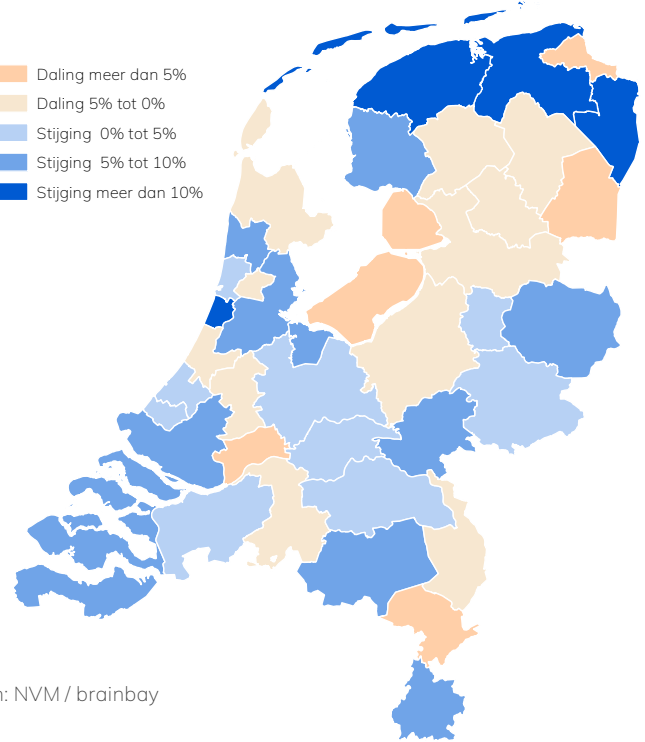 Daling meer dan 5%
Daling 5% tot 0%
Stijging 0% tot 5%
Stijging 5% tot 10%
Stijging meer dan 10%
n: NVM / brainbay